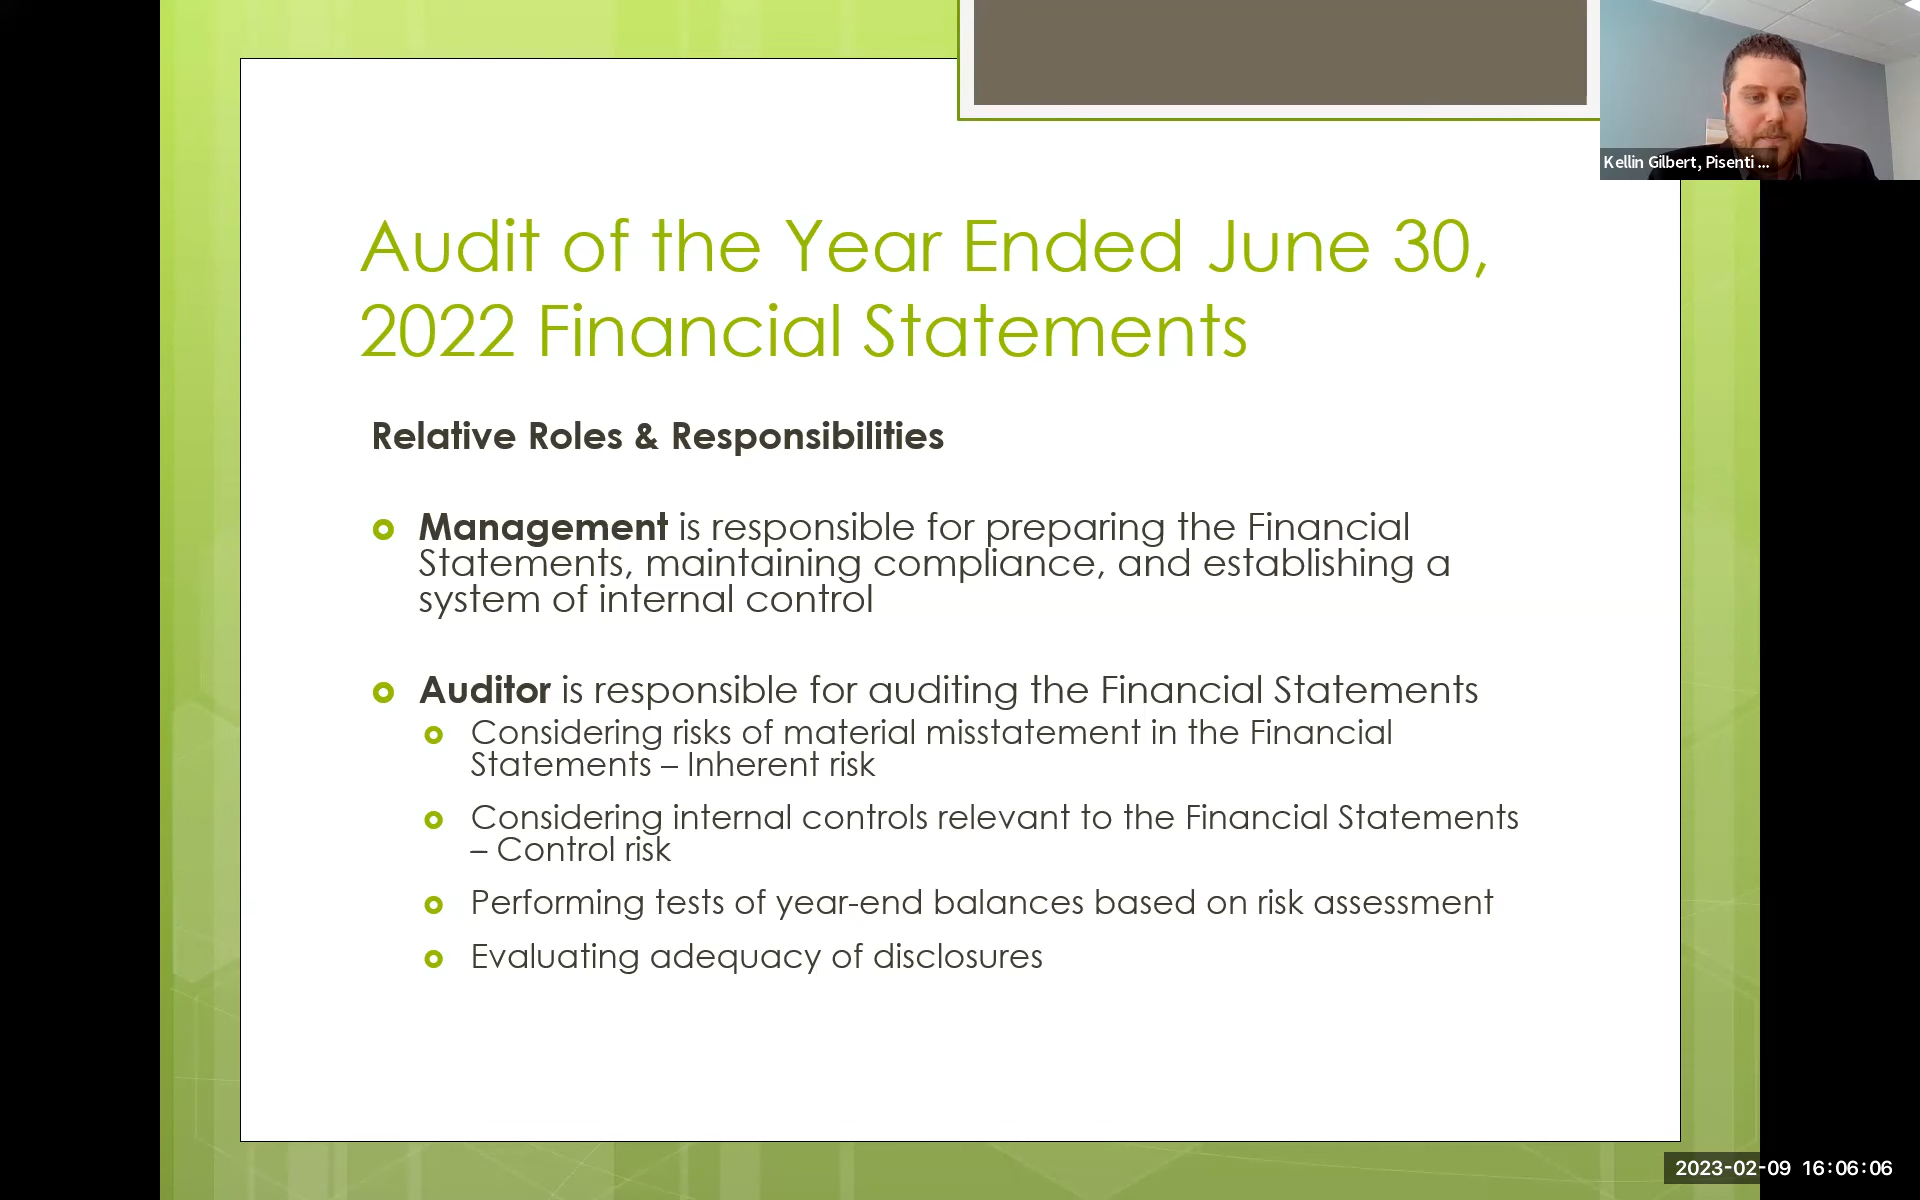 Kellin Gilbert, Pisenti ...
Audit of the Year Ended June 30,
2022 Financial Statements
Relative Roles & Responsibilities
Management is responsible for preparing the Financial
Statements, maintaining compliance, and establishing a
system of internal control
Auditor is responsible for auditing the Financial Statements
Considering risks of material misstatement in the Financial
Statements – Inherent risk
Considering internal controls relevant to the Financial Statements
– Control risk
Performing tests of year-end balances based on risk assessment
Evaluating adequacy of disclosures
2023-02-09 16:06:06